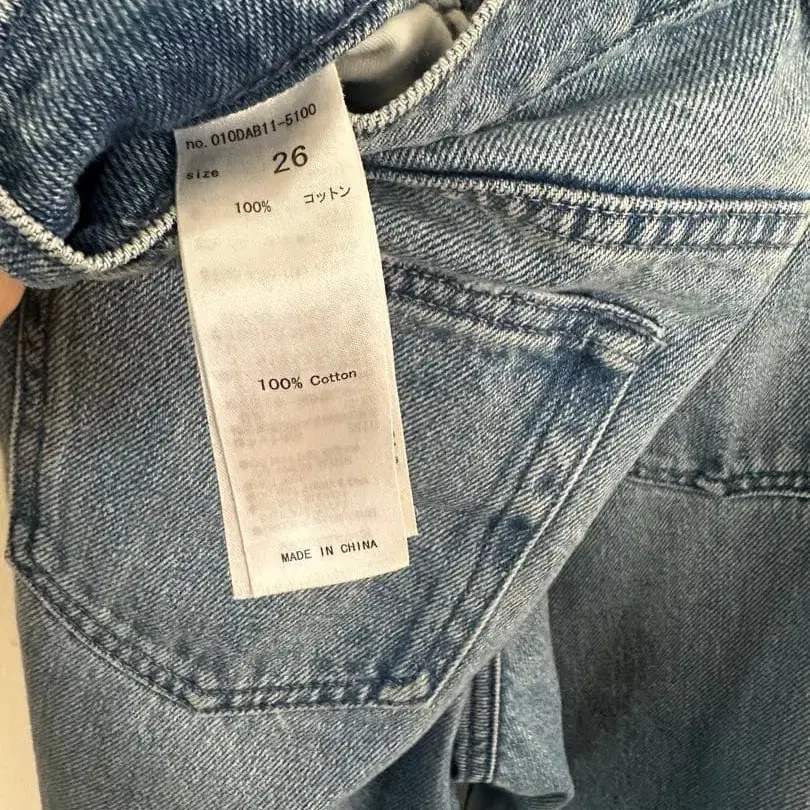 no. 010DAB11-5100
size 26
100% コットン
100% Cotton
MADE IN CHINA